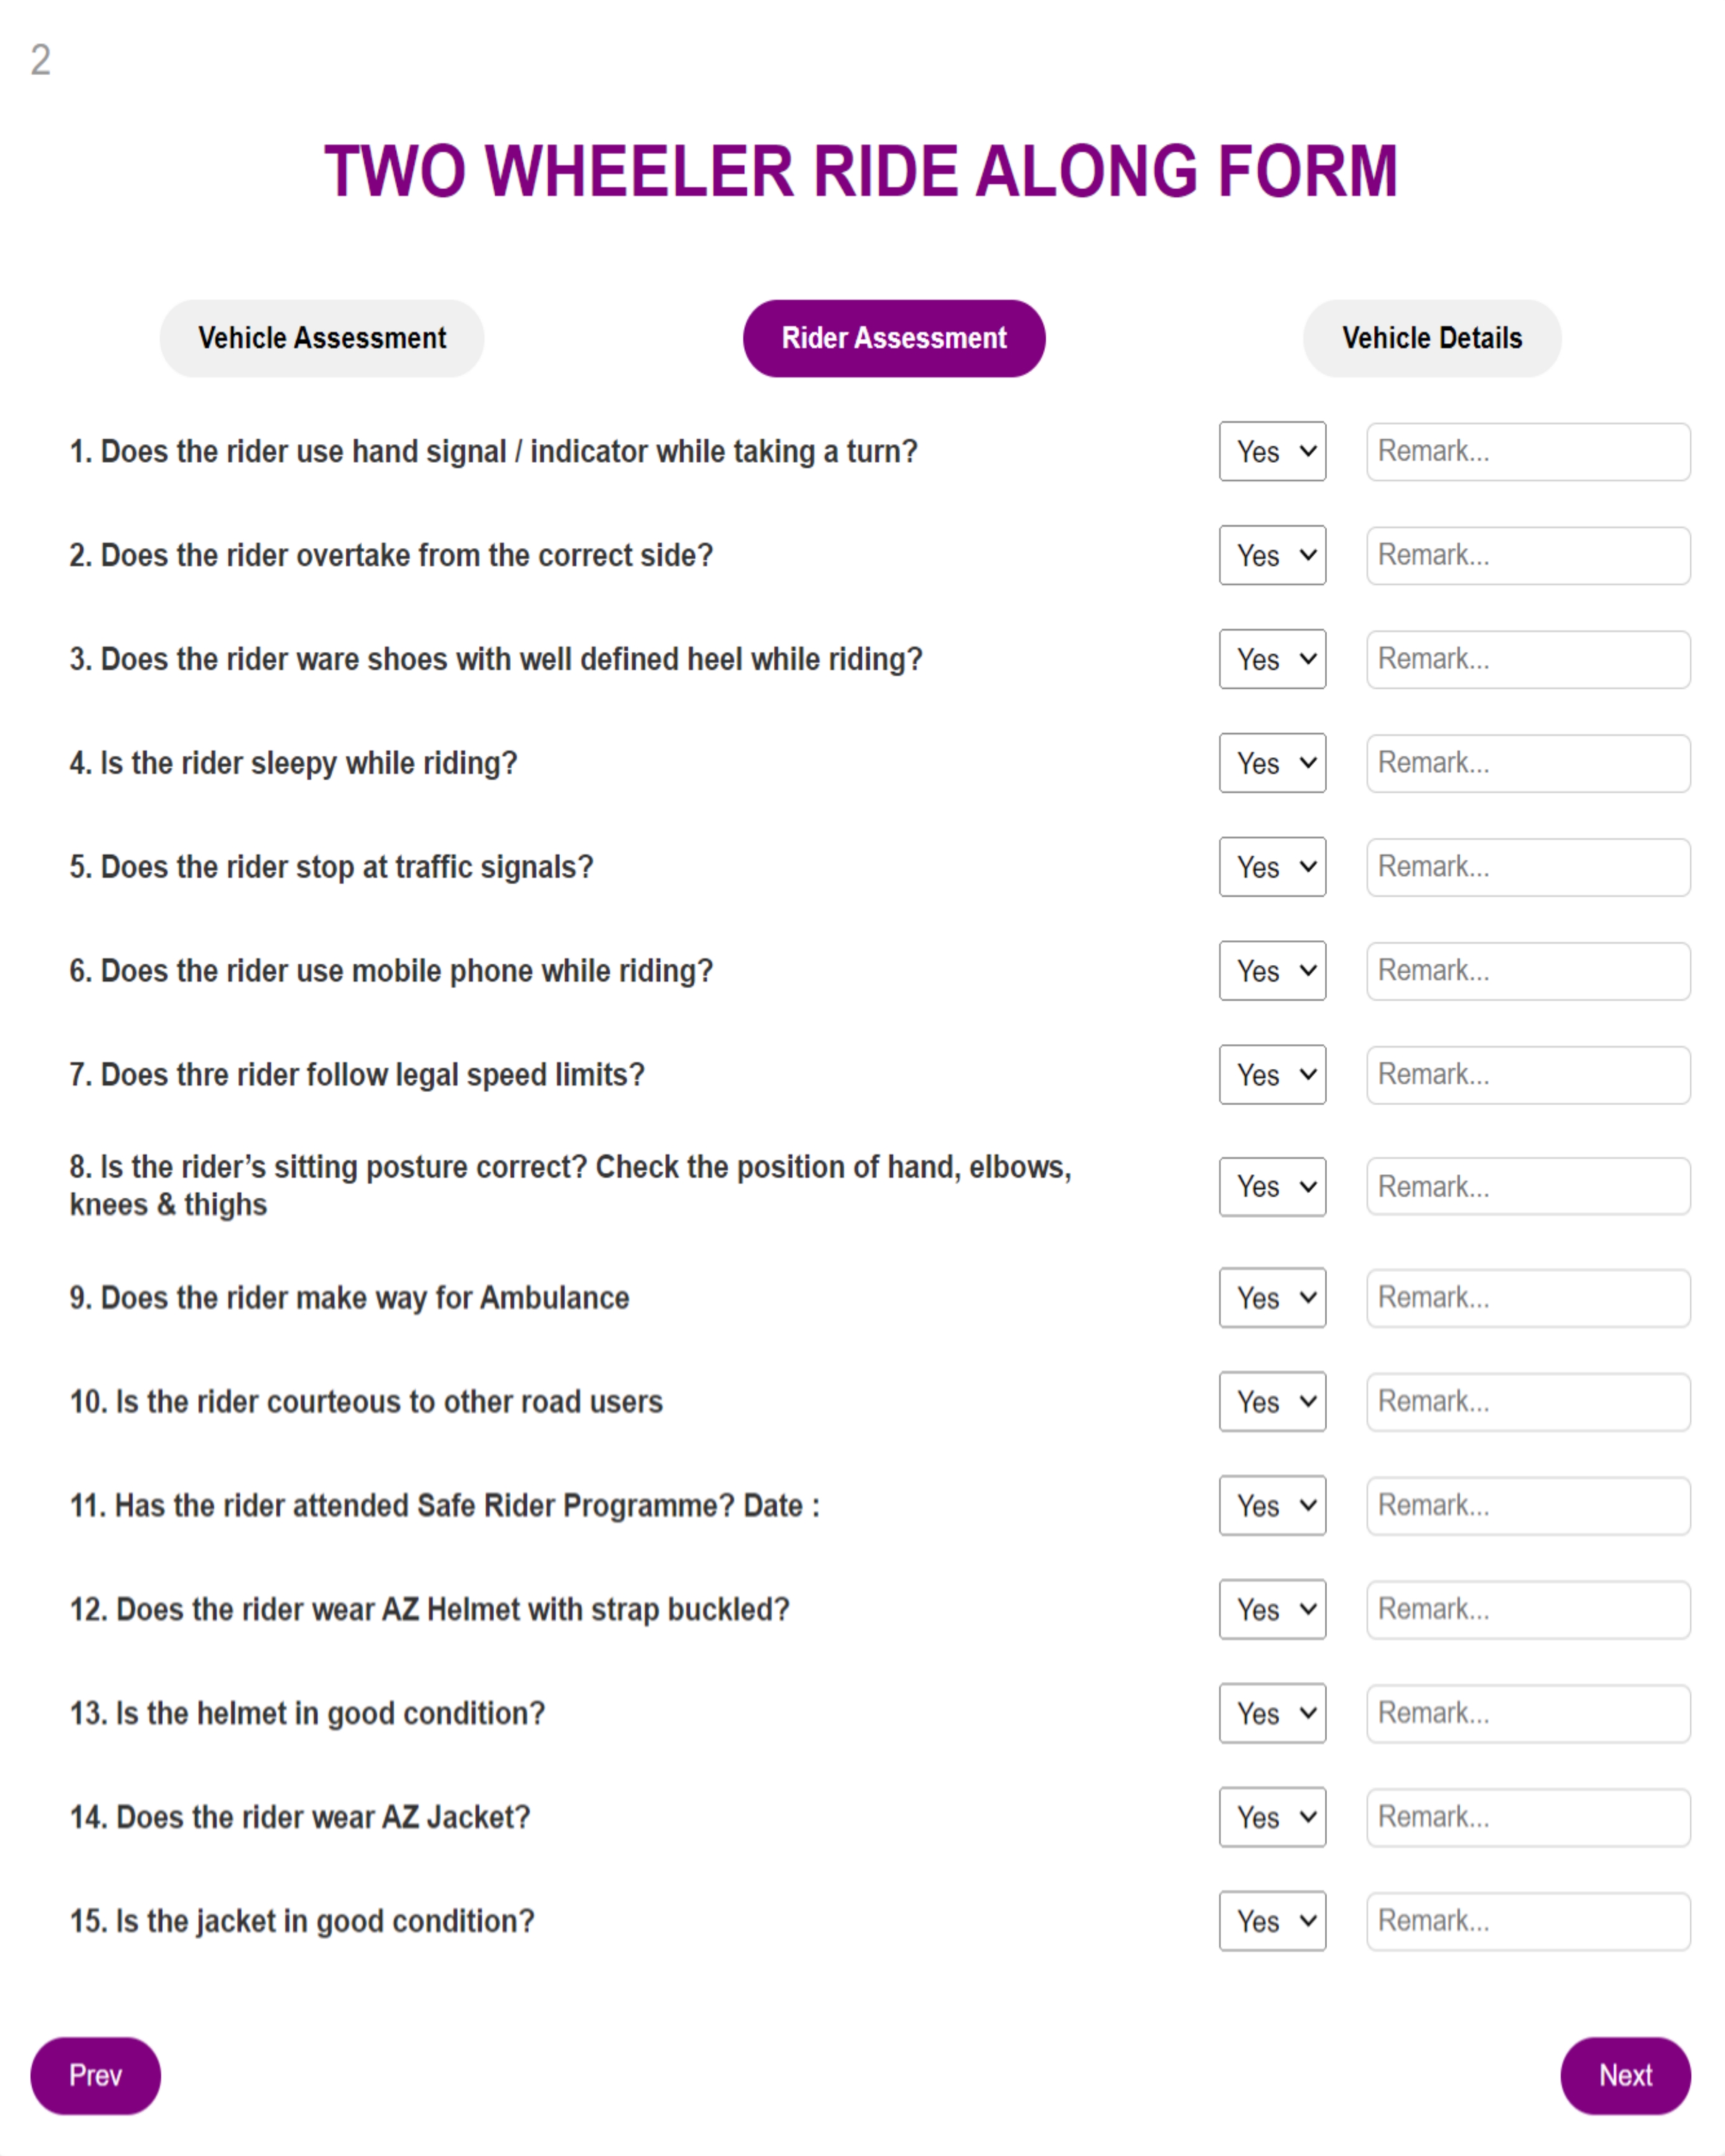 2
TWO WHEELER RIDE ALONG FORM
Vehicle Assessment Rider Assessment Vehicle Details
1. Does the rider use hand signal / indicator while taking a turn? Yes Remark...
2. Does the rider overtake from the correct side? Yes Remark...
3. Does the rider ware shoes with well defined heel while riding? Yes Remark...
4. Is the rider sleepy while riding? Yes Remark...
5. Does the rider stop at traffic signals? Yes Remark...
6. Does the rider use mobile phone while riding? Yes Remark...
7. Does thre rider follow legal speed limits? Yes Remark...
8. Is the rider’s sitting posture correct? Check the position of hand, elbows,
knees & thighs Yes Remark...
9. Does the rider make way for Ambulance Yes Remark...
10. Is the rider courteous to other road users Yes Remark...
11. Has the rider attended Safe Rider Programme? Date : Yes Remark...
12. Does the rider wear AZ Helmet with strap buckled? Yes Remark...
13. Is the helmet in good condition? Yes Remark...
14. Does the rider wear AZ Jacket? Yes Remark...
15. Is the jacket in good condition? Yes Remark...
Prev Next